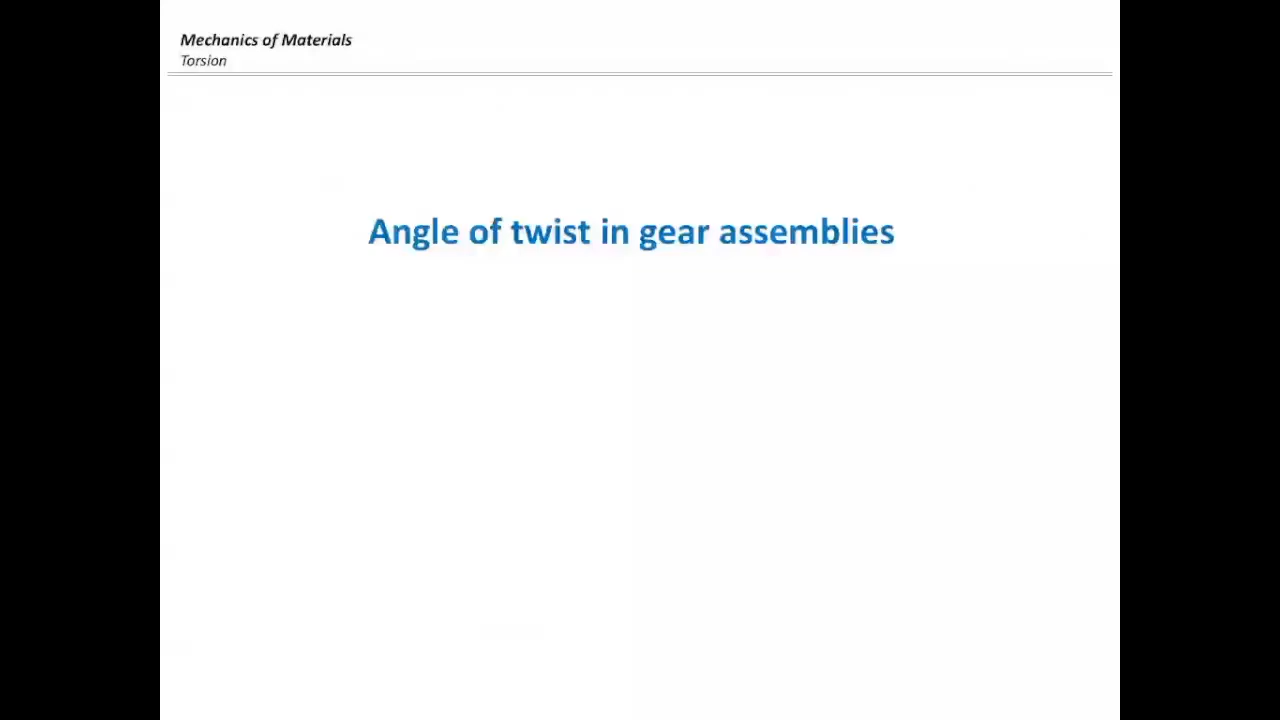 Mechanics of Materials
Torsion
Angle of twist in gear assemblies